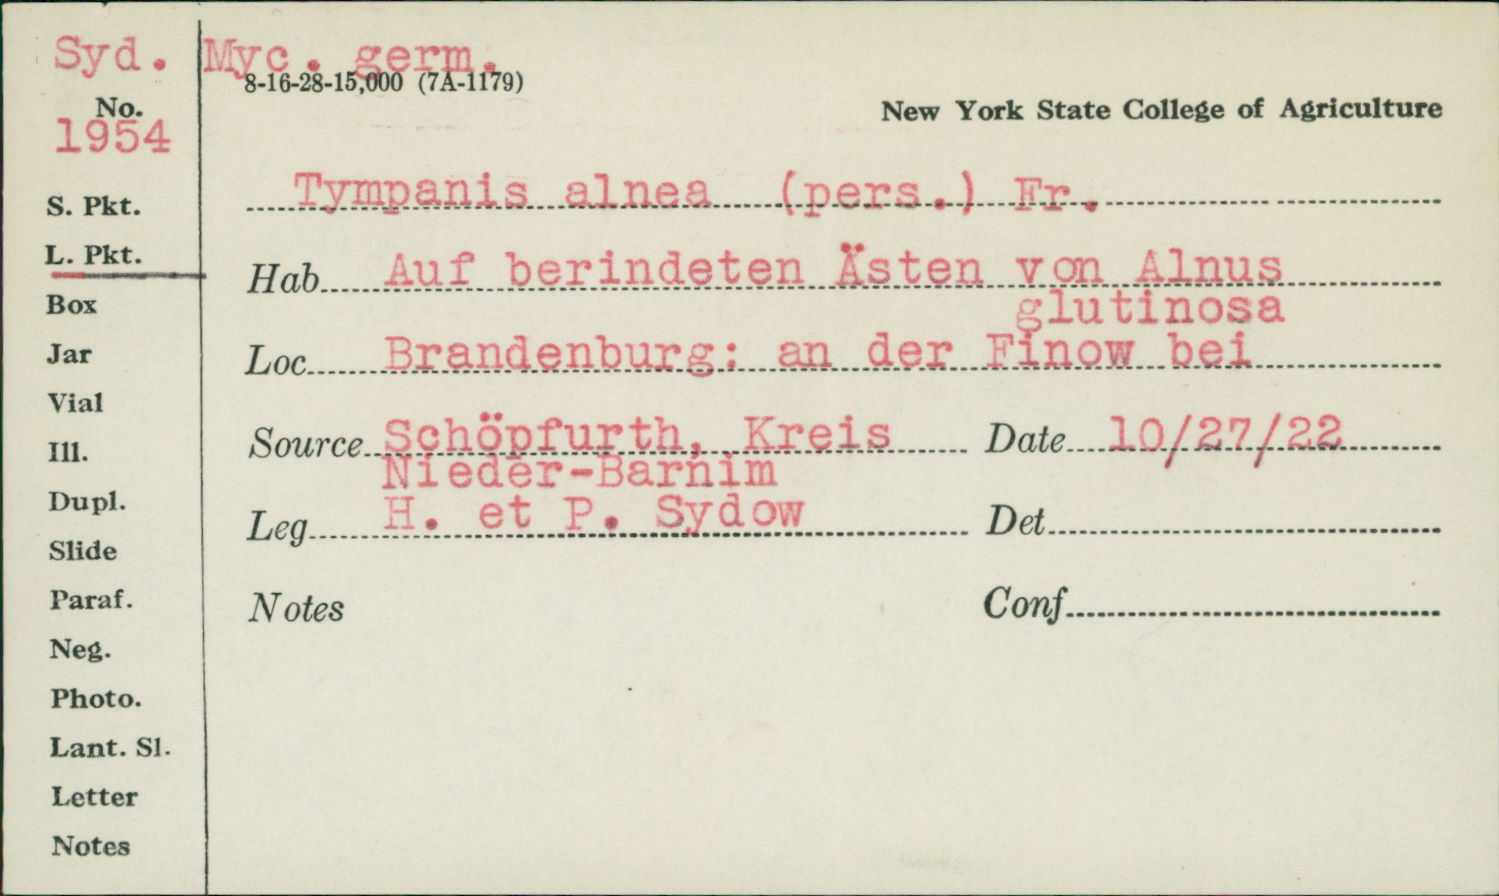 Syd. Myc. germ.
8-16-28-15,000 (7A-1179)
No.
1954
New York State College of Agriculture
S. Pkt.
L. Pkt.
Box
Jar
Vial
Ill.
Dupl.
Slide
Paraf.
Neg.
Photo.
Lant. Sl.
Letter
Notes
Tympanis alnea (pers.) Fr.
Hab. Auf berindeten Ästen von Alnus
glutinosa
Loc. Brandenburg: an der Finow bei
Source Schöpfurth, Kreis Date 10/27/22
Nieder-Barnim
Leg. H. et P. Sydow Det.
Notes Conf.